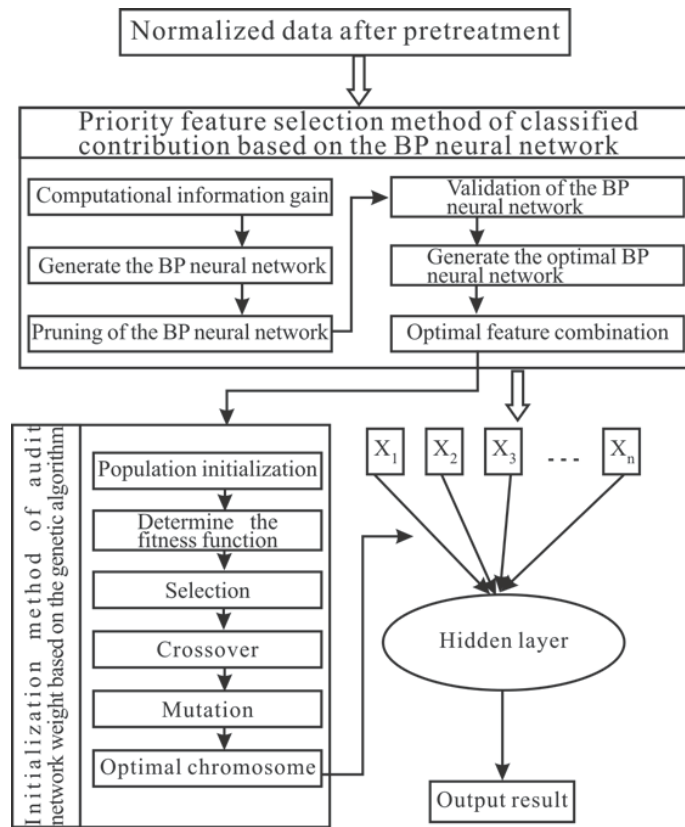 Normalized data after pretreatment
Priority feature selection method of classified
contribution based on the BP neural network
Computational information gain
Generate the BP neural network
Pruning of the BP neural network
Validation of the BP
neural network
Generate the optimal BP
neural network
Optimal feature combination
Initialization method of audit
network weight based on the genetic algorithm
Population initialization
Determine the
fitness function
Selection
Crossover
Mutation
Optimal chromosome
X1 X2 X3 --- Xn
Hidden layer
Output result